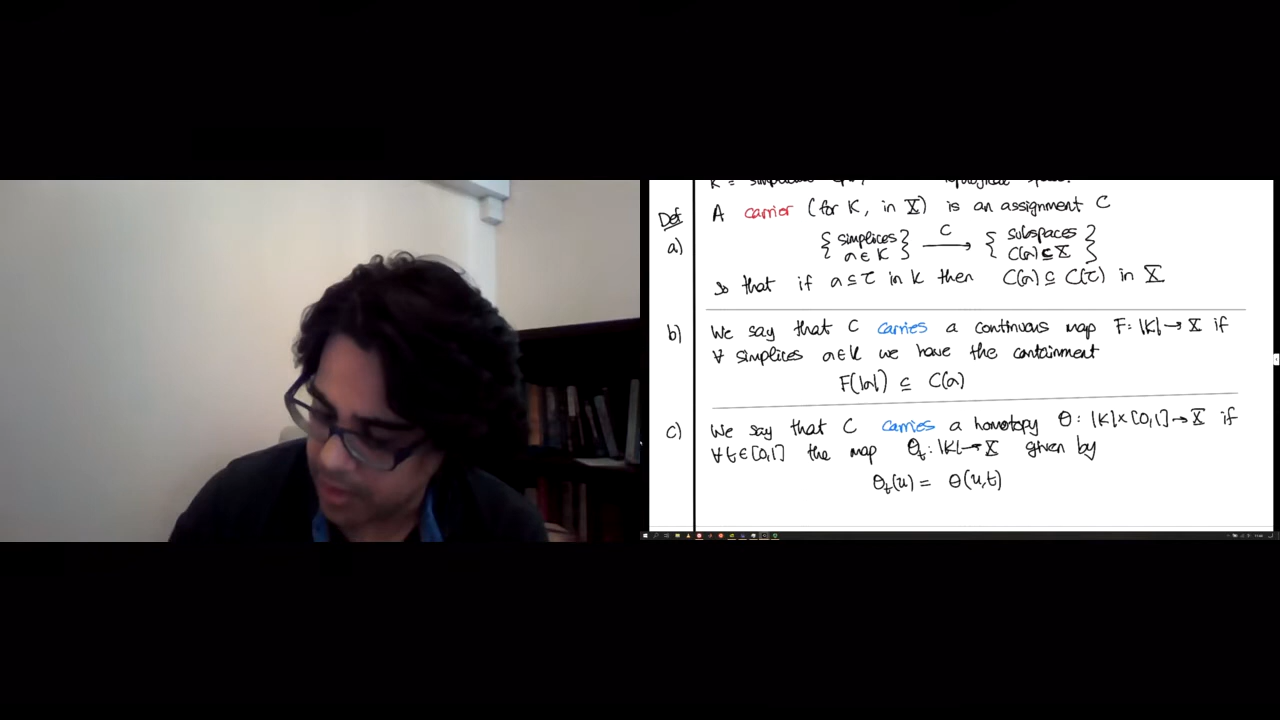 Def
a) A carrier (for K, in X) is an assignment C
{ simplices a ∈ K } C → { subspaces C(a) ⊆ X }
so that if a ⊆ τ in K then C(a) ⊆ C(τ) in X
b) We say that C carries a continuous map F: |K| → X if
∀ simplices a∈K we have the containment
F(|a|) ⊆ C(a)
c) We say that C carries a homotopy θ: |K|×[0,1] → X if
∀ t∈[0,1] the map θₜ: |K| → X given by
θₜ(u) = θ(u,t)